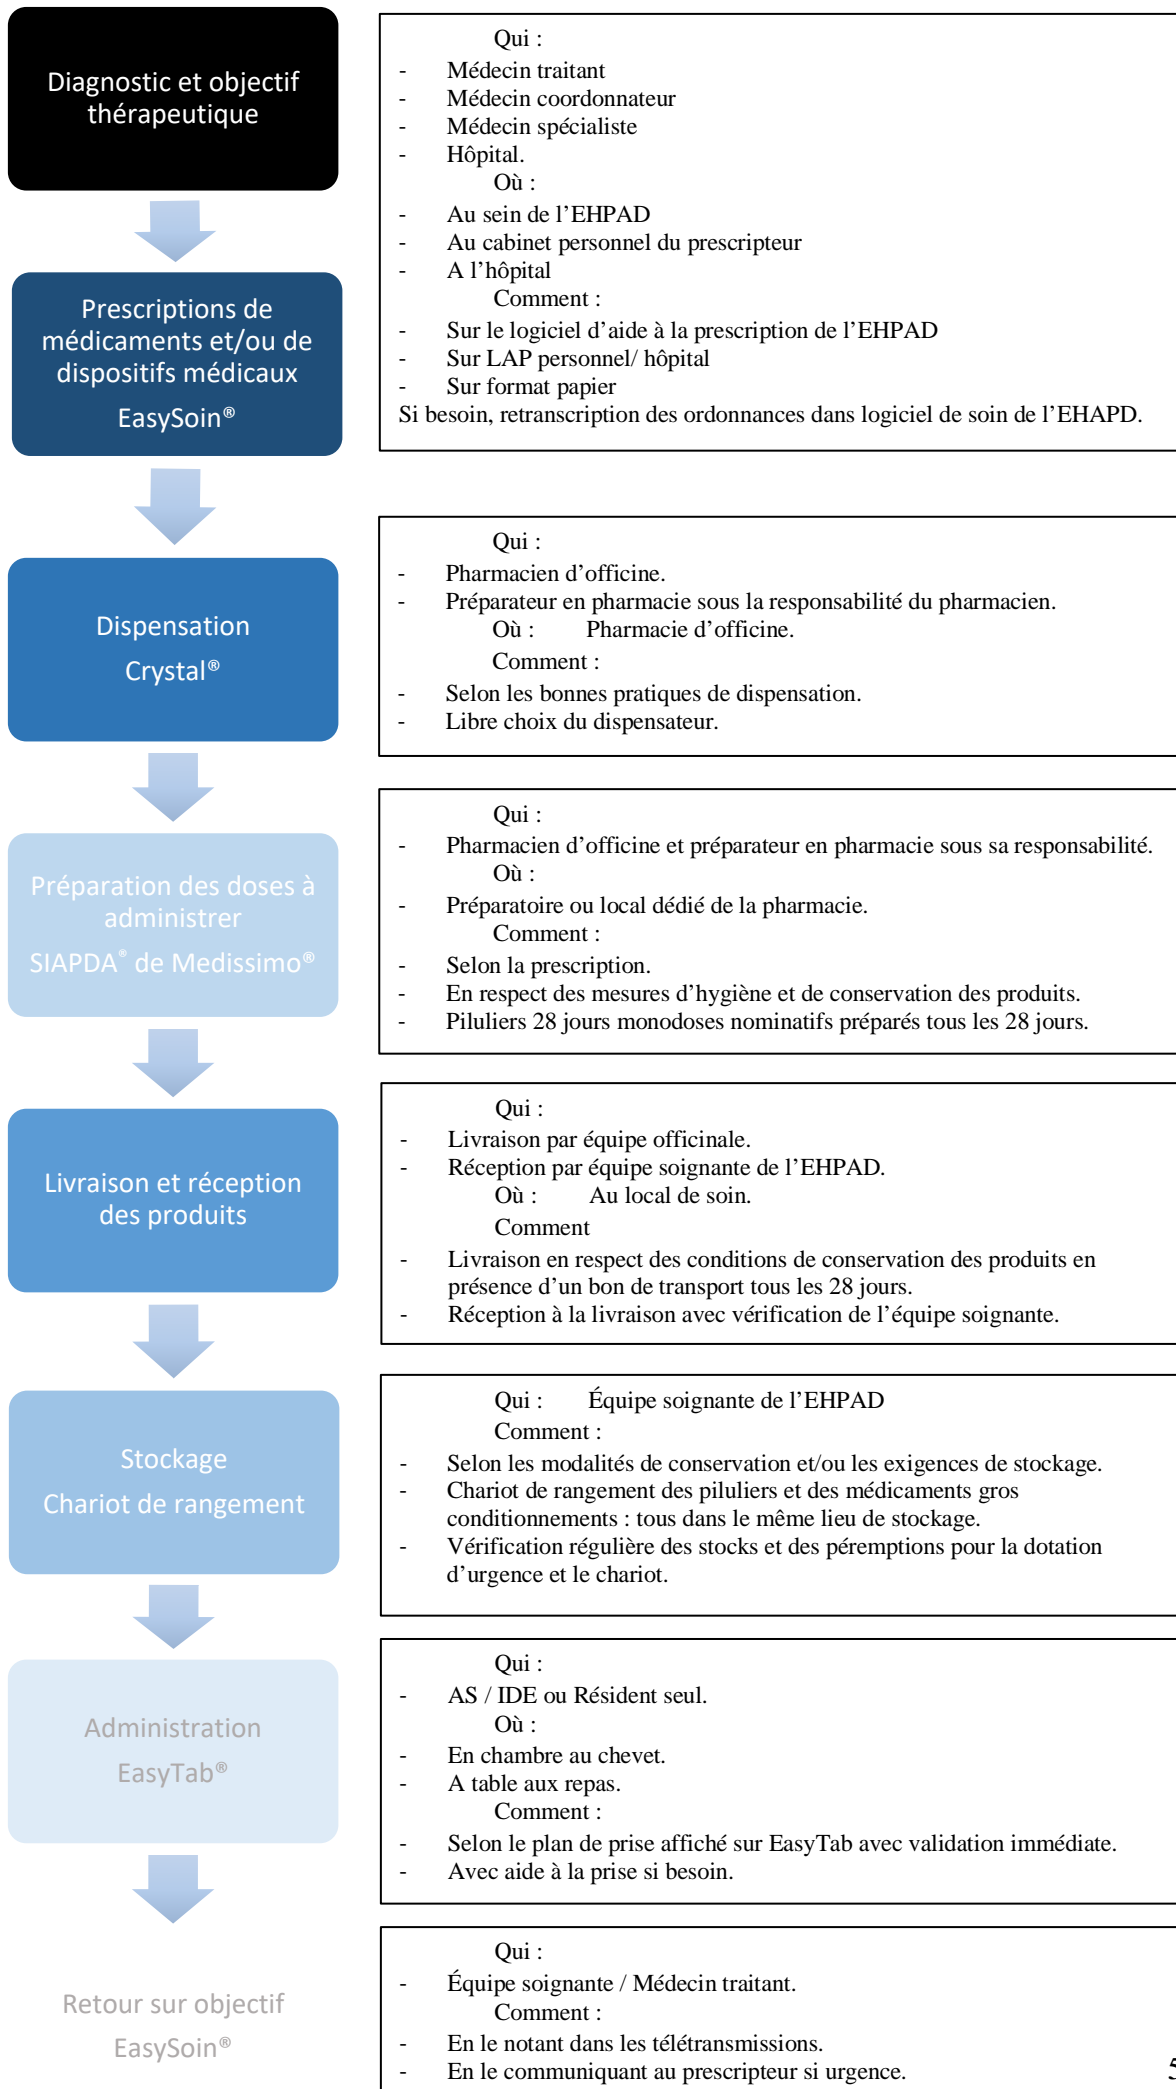 Diagnostic et objectif
thérapeutique
Qui :
- Médecin traitant
- Médecin coordonnateur
- Médecin spécialiste
- Hôpital.
Où :
- Au sein de l’EHPAD
- Au cabinet personnel du prescripteur
- A l’hôpital
Comment :
- Sur le logiciel d’aide à la prescription de l’EHPAD
- Sur LAP personnel/ hôpital
- Sur format papier
Si besoin, retranscription des ordonnances dans logiciel de soin de l’EHAPD.
Prescriptions de
médicaments et/ou de
dispositifs médicaux
EasySoin®
Dispensation
Crystal®
Qui :
- Pharmacien d’officine.
- Préparateur en pharmacie sous la responsabilité du pharmacien.
Où : Pharmacie d’officine.
Comment :
- Selon les bonnes pratiques de dispensation.
- Libre choix du dispensateur.
Préparation des doses à
administrer
SIAPDA® de Medissimo®
Qui :
- Pharmacien d’officine et préparateur en pharmacie sous sa responsabilité.
Où :
- Préparatoire ou local dédié de la pharmacie.
Comment :
- Selon la prescription.
- En respect des mesures d’hygiène et de conservation des produits.
- Piluliers 28 jours monodoses nominatifs préparés tous les 28 jours.
Livraison et réception
des produits
Qui :
- Livraison par équipe officinale.
- Réception par équipe soignante de l’EHPAD.
Où : Au local de soin.
Comment
- Livraison en respect des conditions de conservation des produits en
présence d’un bon de transport tous les 28 jours.
- Réception à la livraison avec vérification de l’équipe soignante.
Stockage
Chariot de rangement
Qui : Équipe soignante de l’EHPAD
Comment :
- Selon les modalités de conservation et/ou les exigences de stockage.
- Chariot de rangement des piluliers et des médicaments gros
conditionnements : tous dans le même lieu de stockage.
- Vérification régulière des stocks et des péremptions pour la dotation
d’urgence et le chariot.
Administration
EasyTab®
Qui :
- AS / IDE ou Résident seul.
Où :
- En chambre au chevet.
- A table aux repas.
Comment :
- Selon le plan de prise affiché sur EasyTab avec validation immédiate.
- Avec aide à la prise si besoin.
Retour sur objectif
EasySoin®
Qui :
- Équipe soignante / Médecin traitant.
Comment :
- En le notant dans les télétransmissions.
- En le communiquant au prescripteur si urgence.